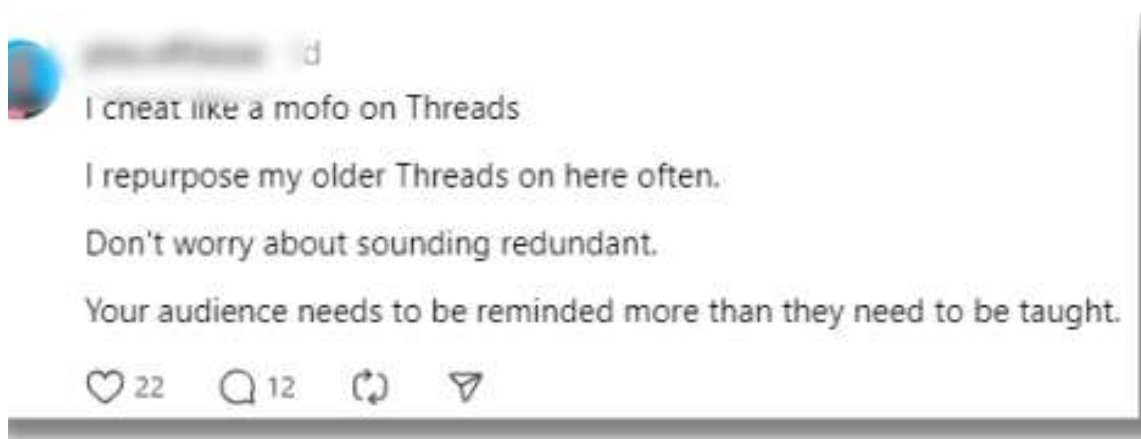 d
I cheat like a mofo on Threads
I repurpose my older Threads on here often.
Don't worry about sounding redundant.
Your audience needs to be reminded more than they need to be taught.
22 12